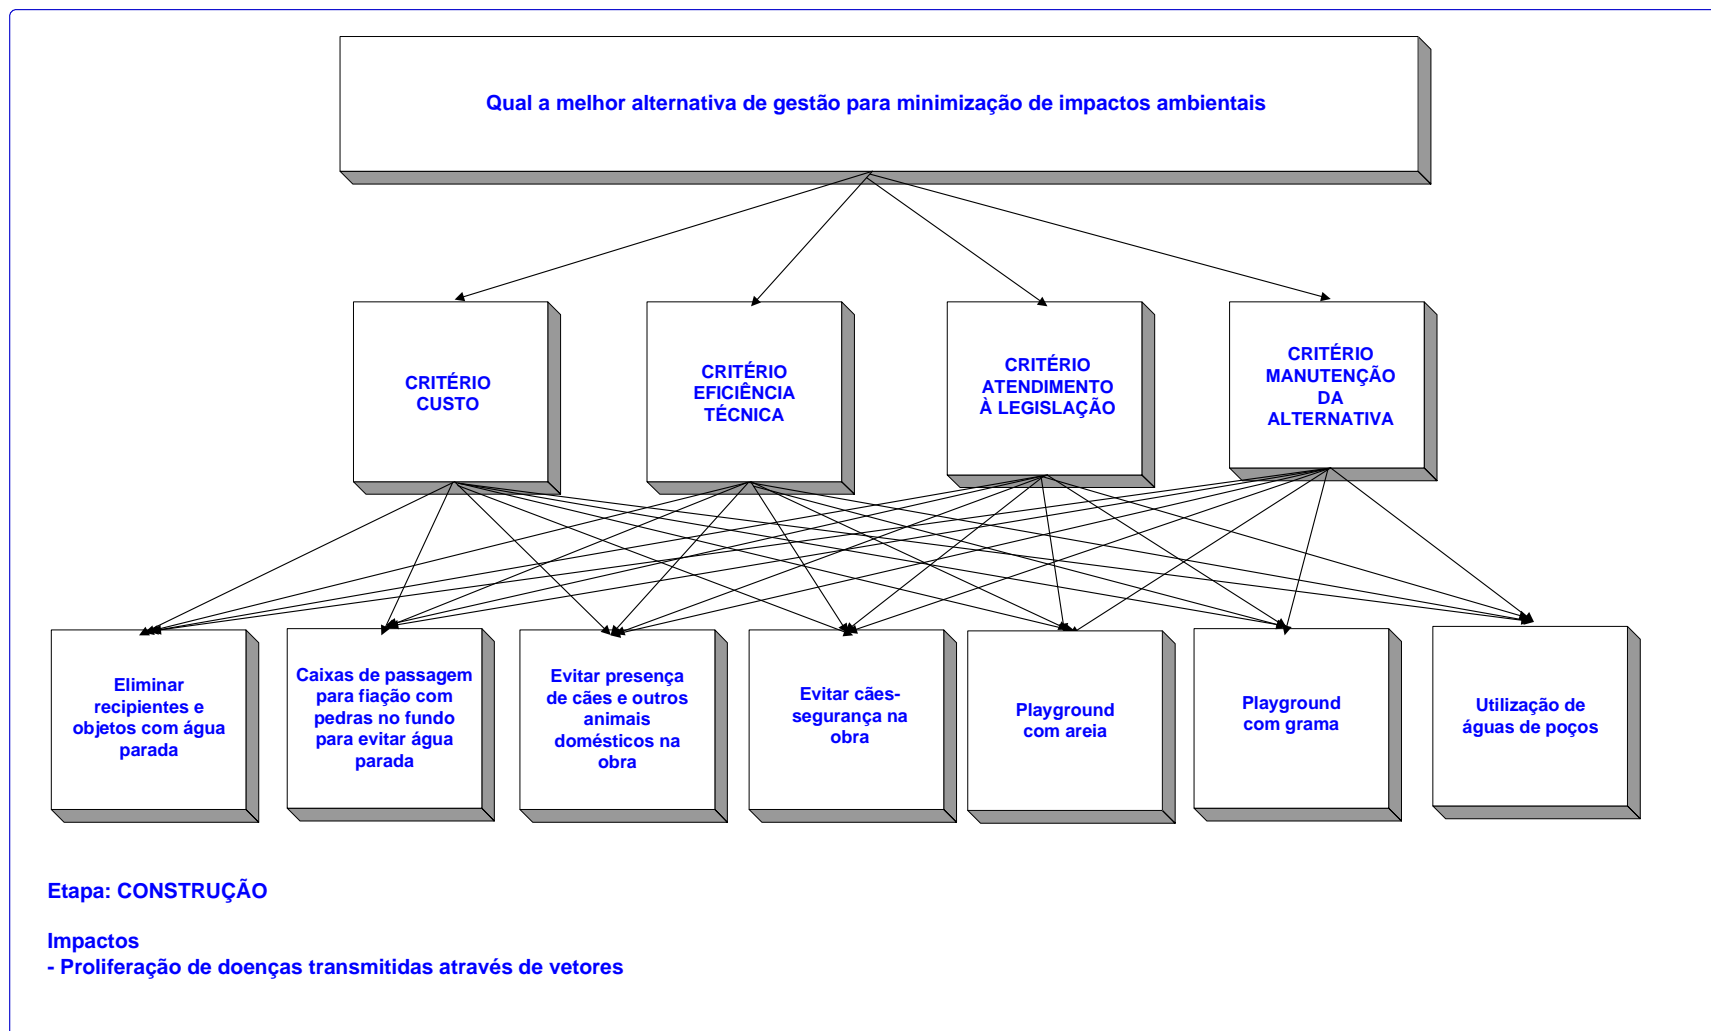 Qual a melhor alternativa de gestão para minimização de impactos ambientais
CRITÉRIO
CUSTO
CRITÉRIO
EFICIÊNCIA
TÉCNICA
CRITÉRIO
ATENDIMENTO
À LEGISLAÇÃO
CRITÉRIO
MANUTENÇÃO
DA
ALTERNATIVA
Eliminar
recipientes e
objetos com água
parada
Caixas de passagem
para fiação com
pedras no fundo
para evitar água
parada
Evitar presença
de cães e outros
animais
domésticos na
obra
Evitar cães-
segurança na
obra
Playground
com areia
Playground
com grama
Utilização de
águas de poços
Etapa: CONSTRUÇÃO
Impactos
- Proliferação de doenças transmitidas através de vetores